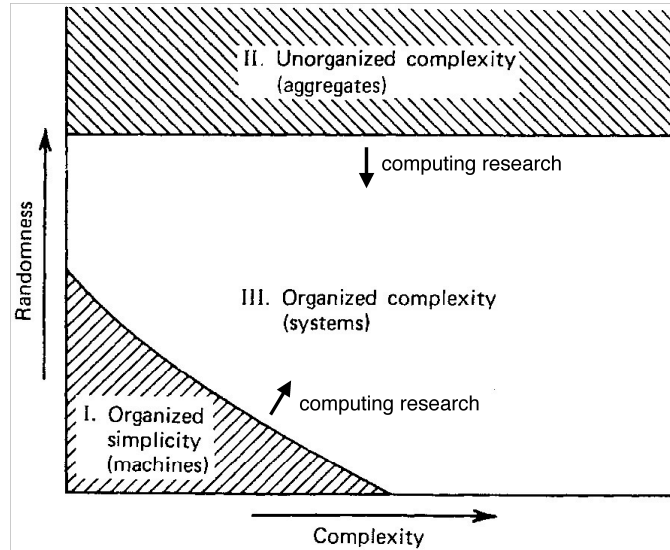 II. Unorganized complexity
(aggregates)
computing research
Randomness
III. Organized complexity
(systems)
computing research
I. Organized
simplicity
(machines)
Complexity